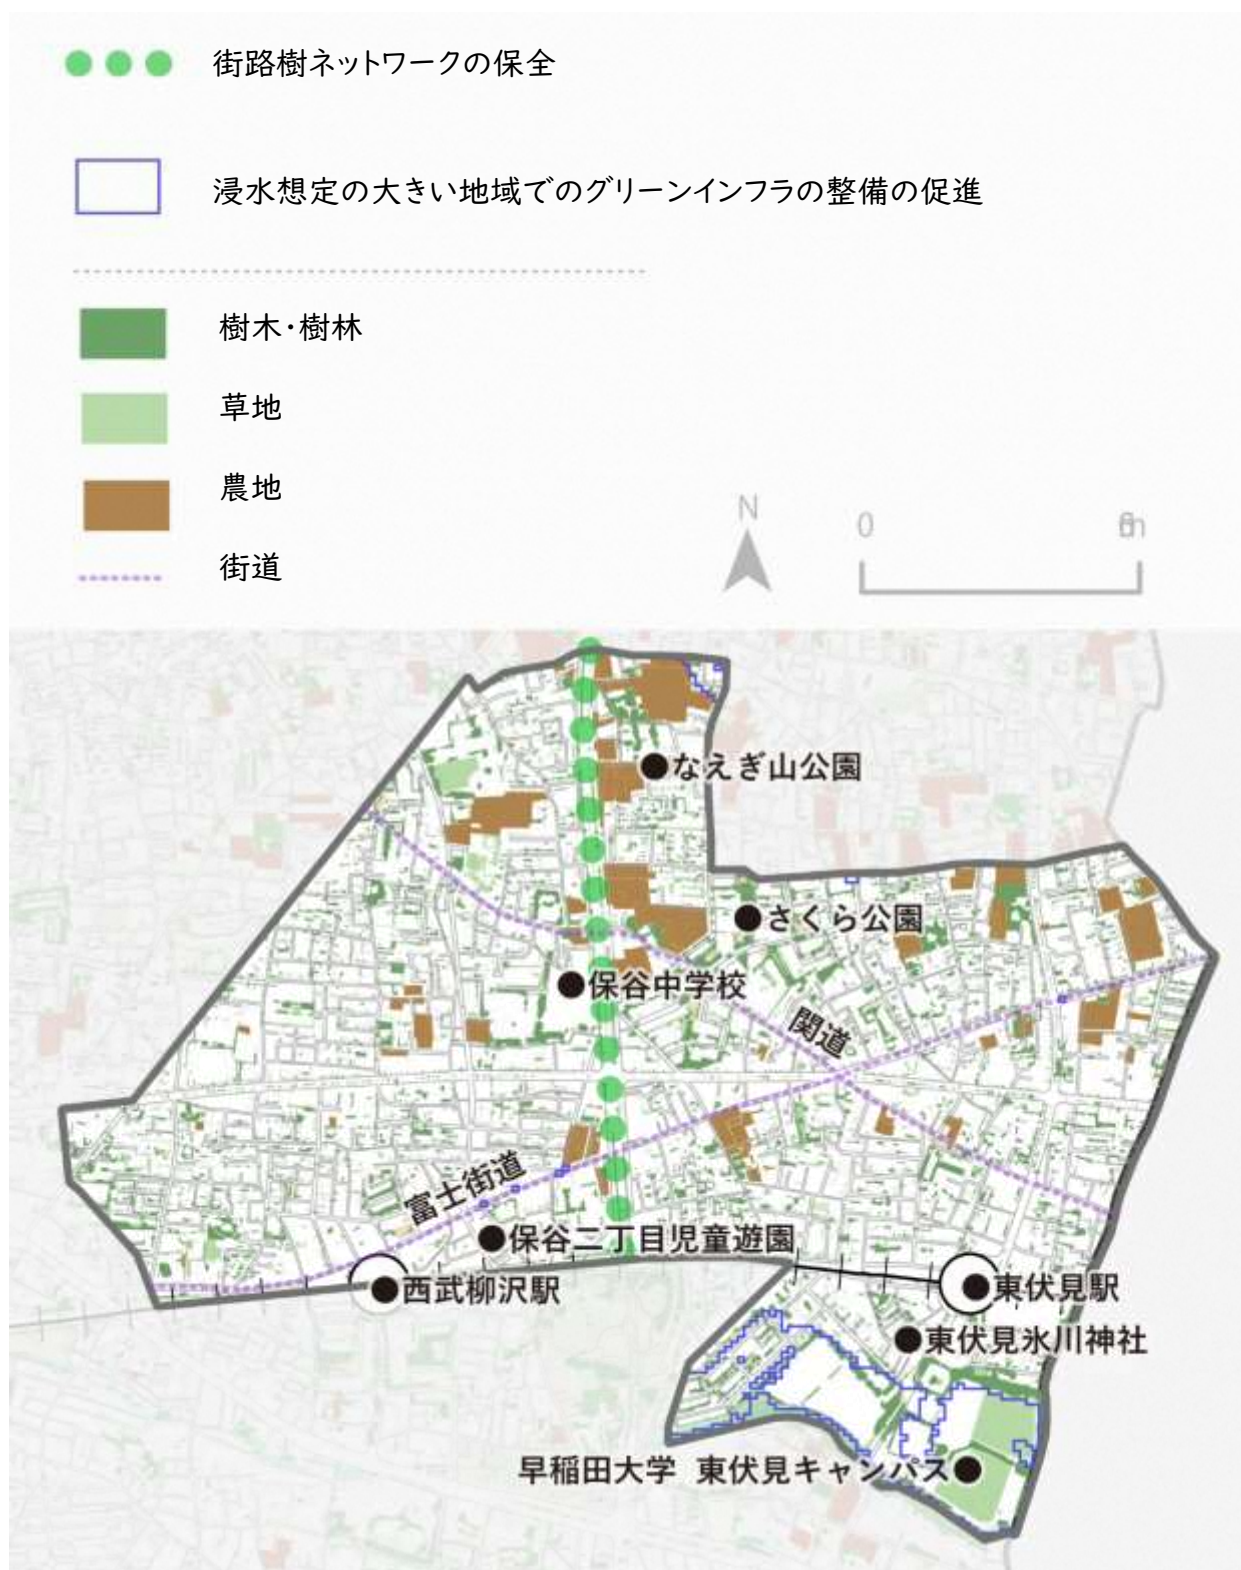 街路樹ネットワークの保全
浸水想定の大きい地域でのグリーンインフラの整備の促進
樹木・樹林
草地
農地
街道
N
0
なえぎ山公園
さくら公園
保谷中学校
関道
富士街道
保谷二丁目児童遊園
西武柳沢駅
東伏見駅
東伏見氷川神社
早稲田大学 東伏見キャンパス